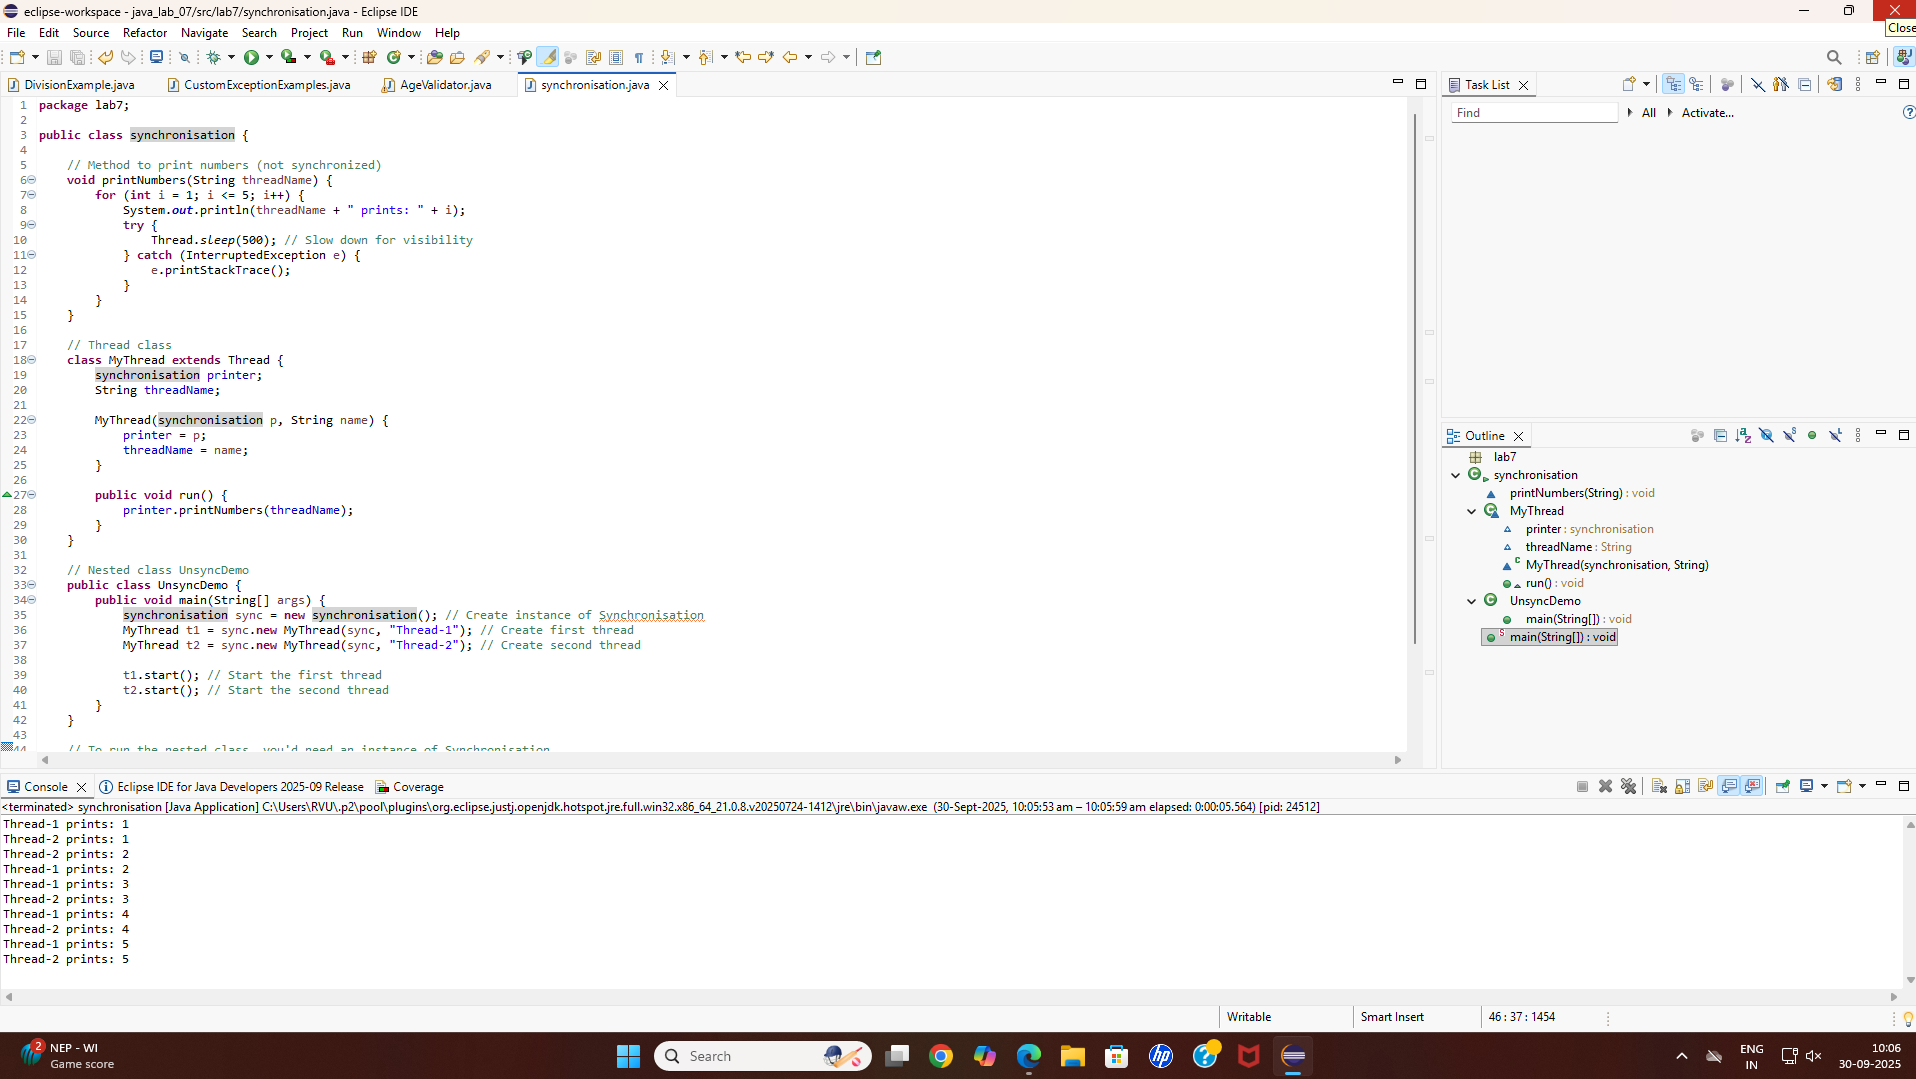 eclipse-workspace - java_lab_07/src/lab7/synchronisation.java - Eclipse IDE
Close
File Edit Source Refactor Navigate Search Project Run Window Help
DivisionExample.java CustomExceptionExamples.java AgeValidator.java synchronisation.java
1 package lab7;
2
3 public class synchronisation {
4
5 // Method to print numbers (not synchronized)
6 void printNumbers(String threadName) {
7 for (int i = 1; i <= 5; i++) {
8 System.out.println(threadName + " prints: " + i);
9 try {
10 Thread.sleep(500); // Slow down for visibility
11 } catch (InterruptedException e) {
12 e.printStackTrace();
13 }
14 }
15 }
16
17 // Thread class
18 class MyThread extends Thread {
19 synchronisation printer;
20 String threadName;
21
22 MyThread(synchronisation p, String name) {
23 printer = p;
24 threadName = name;
25 }
26
27 public void run() {
28 printer.printNumbers(threadName);
29 }
30 }
31
32 // Nested class UnsyncDemo
33 public class UnsyncDemo {
34 public void main(String[] args) {
35 synchronisation sync = new synchronisation(); // Create instance of Synchronisation
36 MyThread t1 = sync.new MyThread(sync, "Thread-1"); // Create first thread
37 MyThread t2 = sync.new MyThread(sync, "Thread-2"); // Create second thread
38
39 t1.start(); // Start the first thread
40 t2.start(); // Start the second thread
41 }
42 }
43
44 // To run the nested class, you'd need an instance of Synchronisation
Task List
Find All Activate...
Outline
lab7
synchronisation
printNumbers(String) : void
MyThread
printer : synchronisation
threadName : String
MyThread(synchronisation, String)
run() : void
UnsyncDemo
main(String[]) : void
main(String[]) : void
Console Eclipse IDE for Java Developers 2025-09 Release Coverage
<terminated> synchronisation [Java Application] C:\Users\RVU\.p2\pool\plugins\org.eclipse.justj.openjdk.hotspot.jre.full.win32.x86_64_21.0.8.v20250724-1412\jre\bin\javaw.exe (30-Sept-2025, 10:05:53 am – 10:05:59 am elapsed: 0:00:05.564) [pid: 24512]
Thread-1 prints: 1
Thread-2 prints: 1
Thread-2 prints: 2
Thread-1 prints: 2
Thread-1 prints: 3
Thread-2 prints: 3
Thread-1 prints: 4
Thread-2 prints: 4
Thread-1 prints: 5
Thread-2 prints: 5
Writable Smart Insert 46 : 37 : 1454
2 NEP - WI
Game score
Search
ENG
IN
10:06
30-09-2025